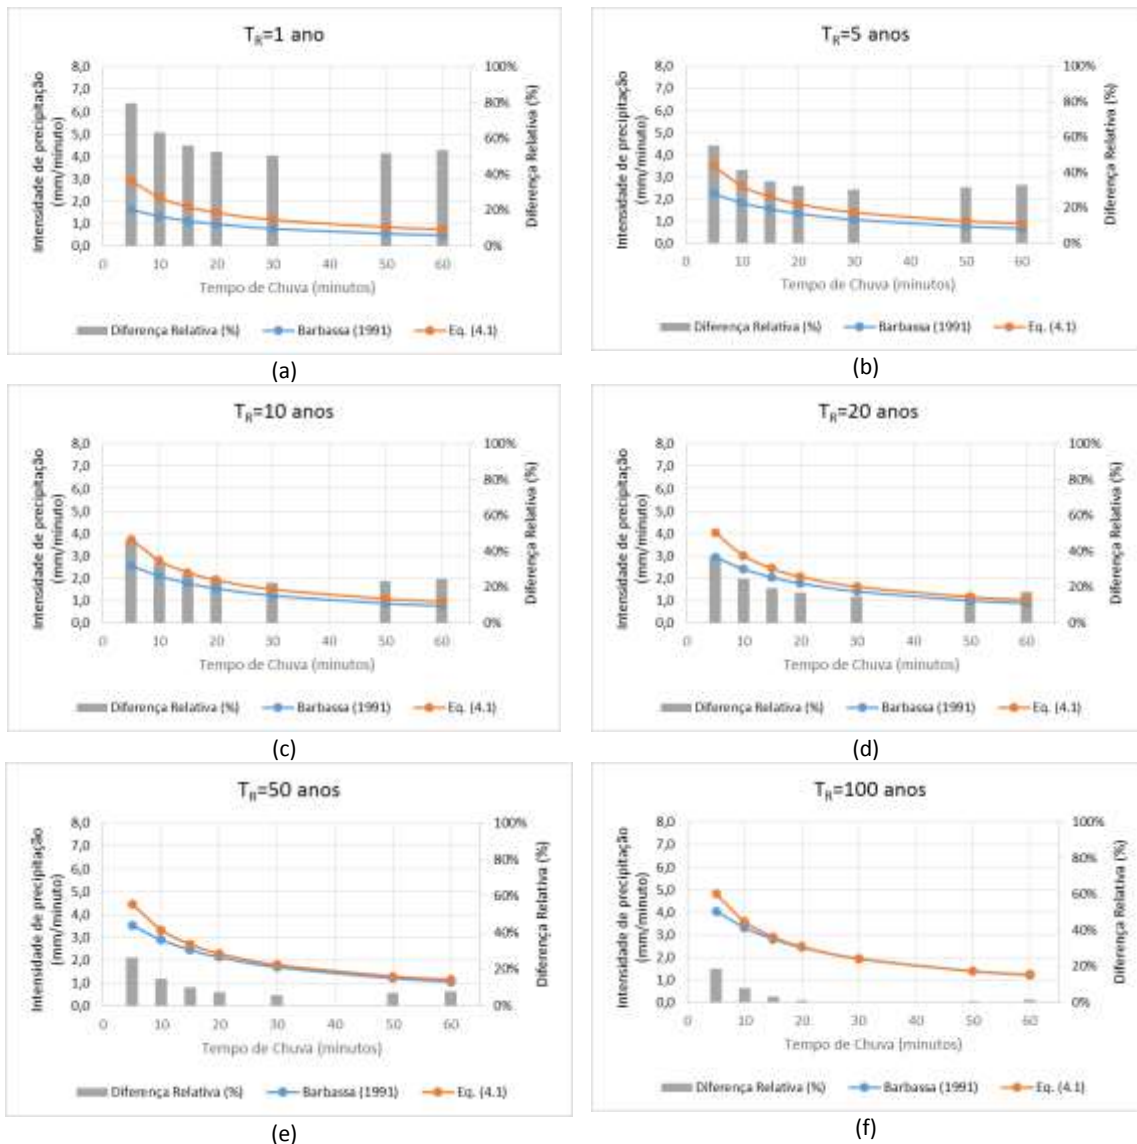 T_R=1 ano
Intensidade de precipitação
(mm/minuto)
8,0
7,0
6,0
5,0
4,0
3,0
2,0
1,0
0,0
100%
80%
60%
40%
20%
0%
Diferença Relativa (%)
0 10 20 30 40 50 60
Tempo de Chuva (minutos)
Diferença Relativa (%) Barbassa (1991) Eq. (4.1)
(a)
T_R=5 anos
Intensidade de precipitação
(mm/minuto)
8,0
7,0
6,0
5,0
4,0
3,0
2,0
1,0
0,0
100%
80%
60%
40%
20%
0%
Diferença Relativa (%)
0 10 20 30 40 50 60
Tempo de Chuva (minutos)
Diferença Relativa (%) Barbassa (1991) Eq. (4.1)
(b)
T_R=10 anos
Intensidade de precipitação
(mm/minuto)
8,0
7,0
6,0
5,0
4,0
3,0
2,0
1,0
0,0
100%
80%
60%
40%
20%
0%
Diferença Relativa (%)
0 10 20 30 40 50 60
Tempo de Chuva (minutos)
Diferença Relativa (%) Barbassa (1991) Eq. (4.1)
(c)
T_R=20 anos
Intensidade de precipitação
(mm/minuto)
8,0
7,0
6,0
5,0
4,0
3,0
2,0
1,0
0,0
100%
80%
60%
40%
20%
0%
Diferença Relativa (%)
0 10 20 30 40 50 60
Tempo de Chuva (minutos)
Diferença Relativa (%) Barbassa (1991) Eq. (4.1)
(d)
T_R=50 anos
Intensidade de precipitação
(mm/minuto)
8,0
7,0
6,0
5,0
4,0
3,0
2,0
1,0
0,0
100%
80%
60%
40%
20%
0%
Diferença Relativa (%)
0 10 20 30 40 50 60
Tempo de Chuva (minutos)
Diferença Relativa (%) Barbassa (1991) Eq. (4.1)
(e)
T_R=100 anos
Intensidade de precipitação
(mm/minuto)
8,0
7,0
6,0
5,0
4,0
3,0
2,0
1,0
0,0
100%
80%
60%
40%
20%
0%
Diferença Relativa (%)
0 10 20 30 40 50 60
Tempo de Chuva (minutos)
Diferença Relativa (%) Barbassa (1991) Eq. (4.1)
(f)